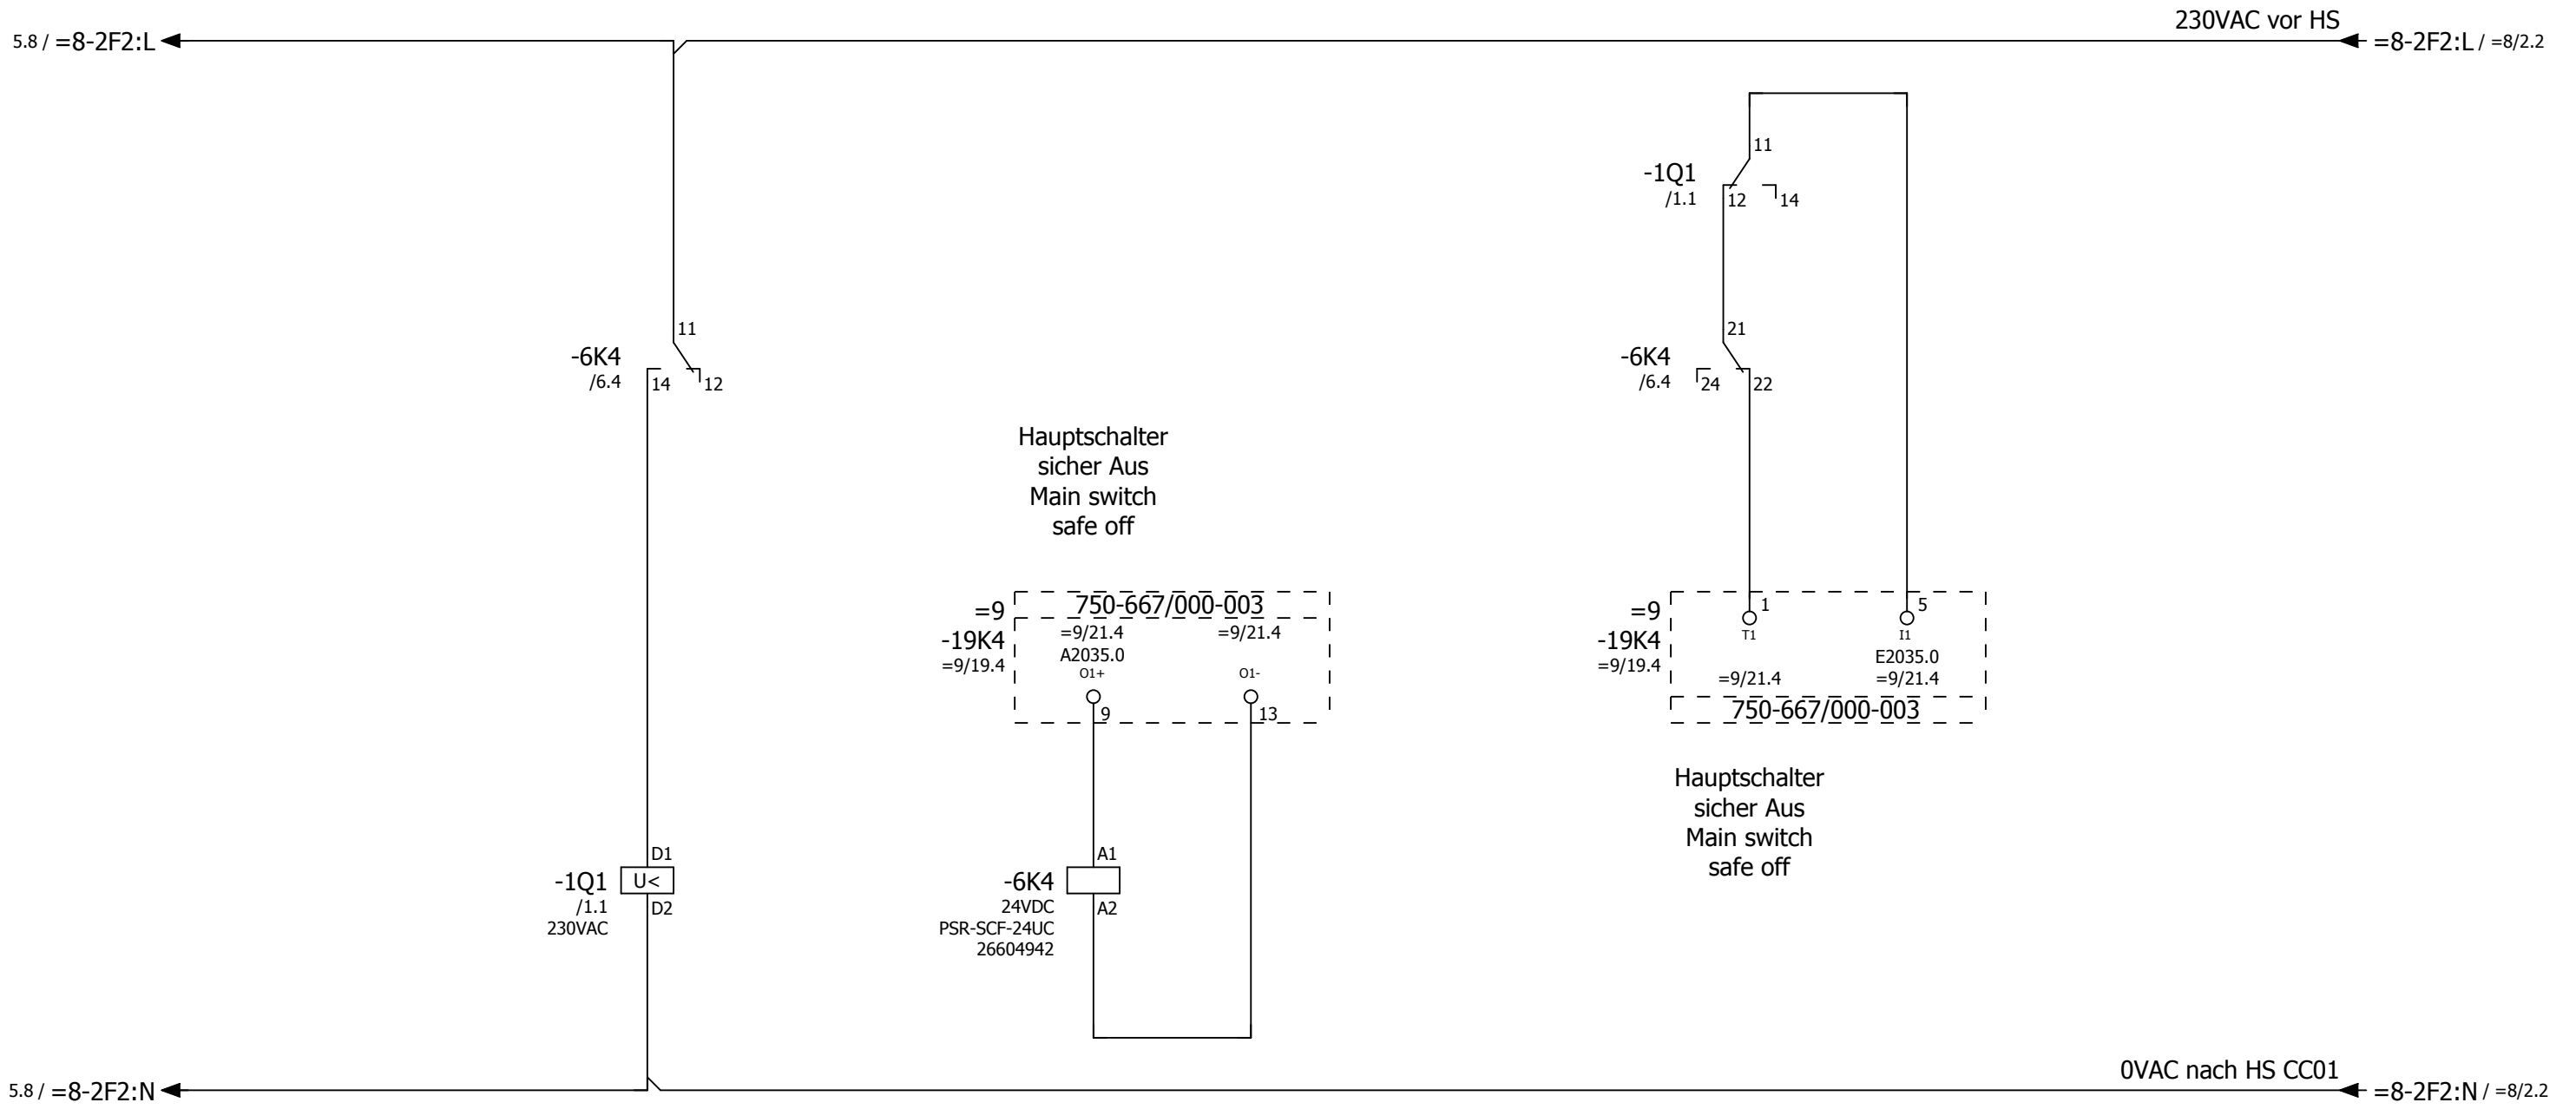 230VAC vor HS
5.8 / =8-2F2:L
=8-2F2:L / =8/2.2
11
-1Q1
/1.1
12
14
11
-6K4
/6.4
14
12
21
-6K4
/6.4
24
22
Hauptschalter
sicher Aus
Main switch
safe off
=9
-19K4
=9/19.4
750-667/000-003
=9/21.4
=9/21.4
A2035.0
O1+
O1-
9
13
=9
-19K4
=9/19.4
1
5
T1
I1
E2035.0
=9/21.4
=9/21.4
750-667/000-003
Hauptschalter
sicher Aus
Main switch
safe off
D1
-1Q1
U<
/1.1
D2
230VAC
A1
-6K4
24VDC
A2
PSR-SCF-24UC
26604942
0VAC nach HS CC01
5.8 / =8-2F2:N
=8-2F2:N / =8/2.2